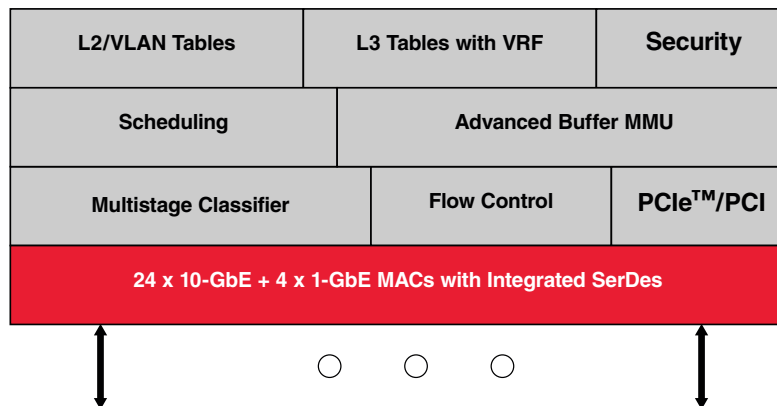 L2/VLAN Tables
L3 Tables with VRF
Security
Scheduling
Advanced Buffer MMU
Multistage Classifier
Flow Control
PCIe™/PCI
24 x 10-GbE + 4 x 1-GbE MACs with Integrated SerDes